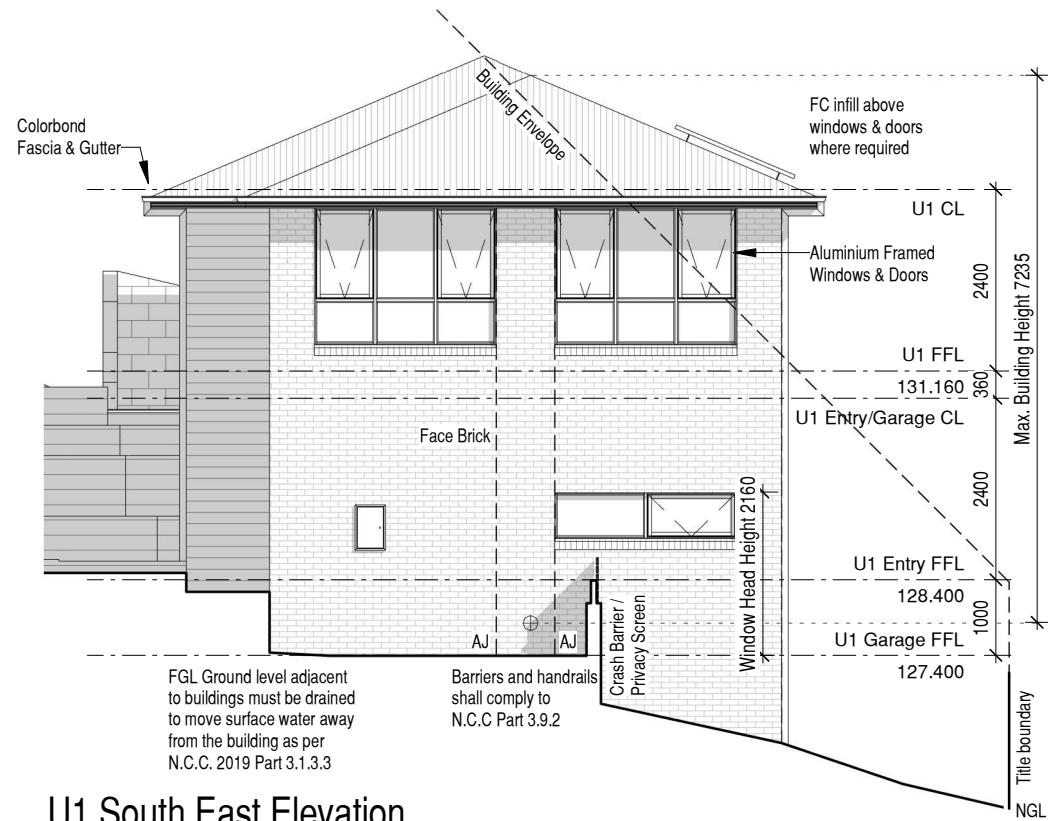 Colorbond
Fascia & Gutter
Building Envelope
FC infill above
windows & doors
where required
U1 CL
Aluminium Framed
Windows & Doors
2400
Max. Building Height 7235
U1 FFL
131.160
360
U1 Entry/Garage CL
Face Brick
2400
Window Head Height 2160
U1 Entry FFL
128.400
1000
U1 Garage FFL
127.400
AJ
AJ
Crash Barrier /
Privacy Screen
FGL Ground level adjacent
to buildings must be drained
to move surface water away
from the building as per
N.C.C. 2019 Part 3.1.3.3
Barriers and handrails
shall comply to
N.C.C Part 3.9.2
Title boundary
NGL
U1 South East Elevation